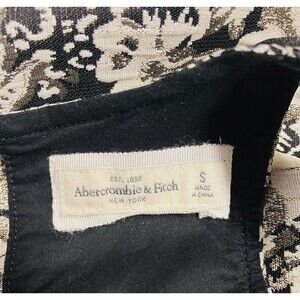 EST. 1892
Abercrombie & Fitch
NEW YORK
S
MADE
IN CHINA